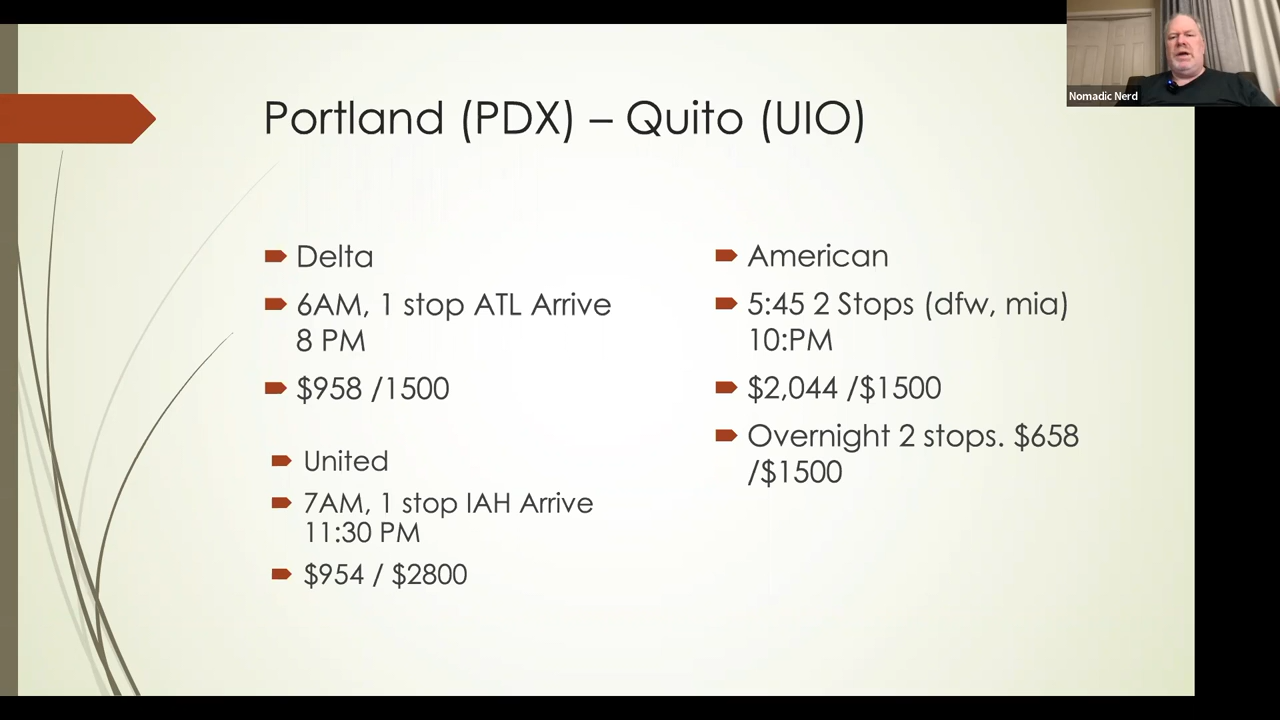 Nomadic Nerd
Portland (PDX) – Quito (UIO)
Delta
6AM, 1 stop ATL Arrive
8 PM
$958 /1500
United
7AM, 1 stop IAH Arrive
11:30 PM
$954 / $2800
American
5:45 2 Stops (dfw, mia)
10:PM
$2,044 /$1500
Overnight 2 stops. $658
/$1500